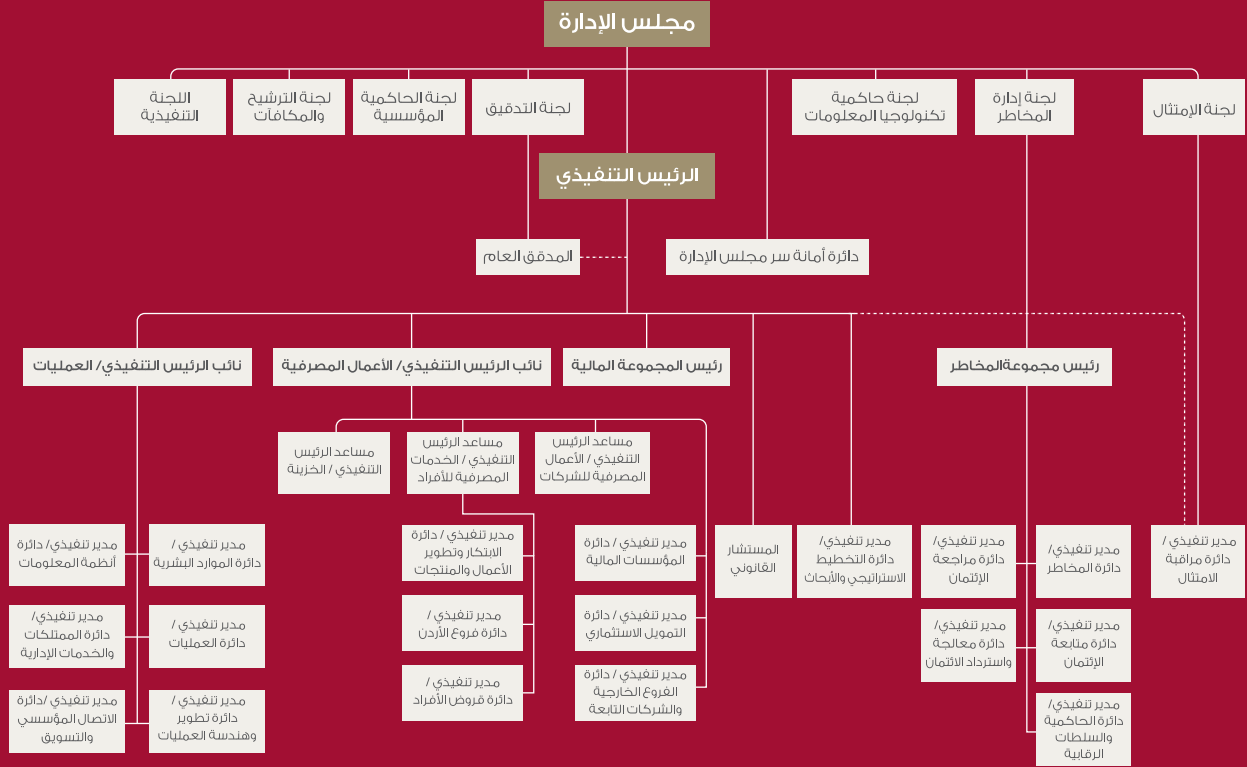 مجلس الإدارة
لجنة الإمتثال
لجنة إدارة
المخاطر
لجنة حاكمية
تكنولوجيا المعلومات
لجنة التدقيق
لجنة الحاكمية
المؤسسية
لجنة الترشيح
والمكافآت
اللجنة
التنفيذية
الرئيس التنفيذي
دائرة أمانة سر مجلس الإدارة
المدقق العام
رئيس مجموعةالمخاطر
رئيس المجموعة المالية
نائب الرئيس التنفيذي/ الأعمال المصرفية
نائب الرئيس التنفيذي/ العمليات
مساعد الرئيس
التنفيذي / الأعمال
المصرفية للشركات
مساعد الرئيس
التنفيذي / الخدمات
المصرفية للأفراد
مساعد الرئيس
التنفيذي / الخزينة
مدير تنفيذي /
دائرة مراقبة
الامتثال
مدير تنفيذي/
دائرة المخاطر
مدير تنفيذي/
دائرة مراجعة
الإئتمان
مدير تنفيذي/
دائرة التخطيط
الاستراتيجي والأبحاث
المستشار
القانوني
مدير تنفيذي / دائرة
المؤسسات المالية
مدير تنفيذي / دائرة
الابتكار وتطوير
الأعمال والمنتجات
مدير تنفيذي /
دائرة الموارد البشرية
مدير تنفيذي/ دائرة
أنظمة المعلومات
مدير تنفيذي/
دائرة متابعة
الإئتمان
مدير تنفيذي/
دائرة معالجة
واسترداد الائتمان
مدير تنفيذي / دائرة
التمويل الاستثماري
مدير تنفيذي /
دائرة فروع الأردن
مدير تنفيذي /
دائرة العمليات
مدير تنفيذي/
دائرة الممتلكات
والخدمات الإدارية
مدير تنفيذي/
دائرة الحاكمية
والسلطات
الرقابية
مدير تنفيذي / دائرة
الفروع الخارجية
والشركات التابعة
مدير تنفيذي /
دائرة قروض الأفراد
مدير تنفيذي /
دائرة تطوير
وهندسة العمليات
مدير تنفيذي /دائرة
الاتصال المؤسسي
والتسويق